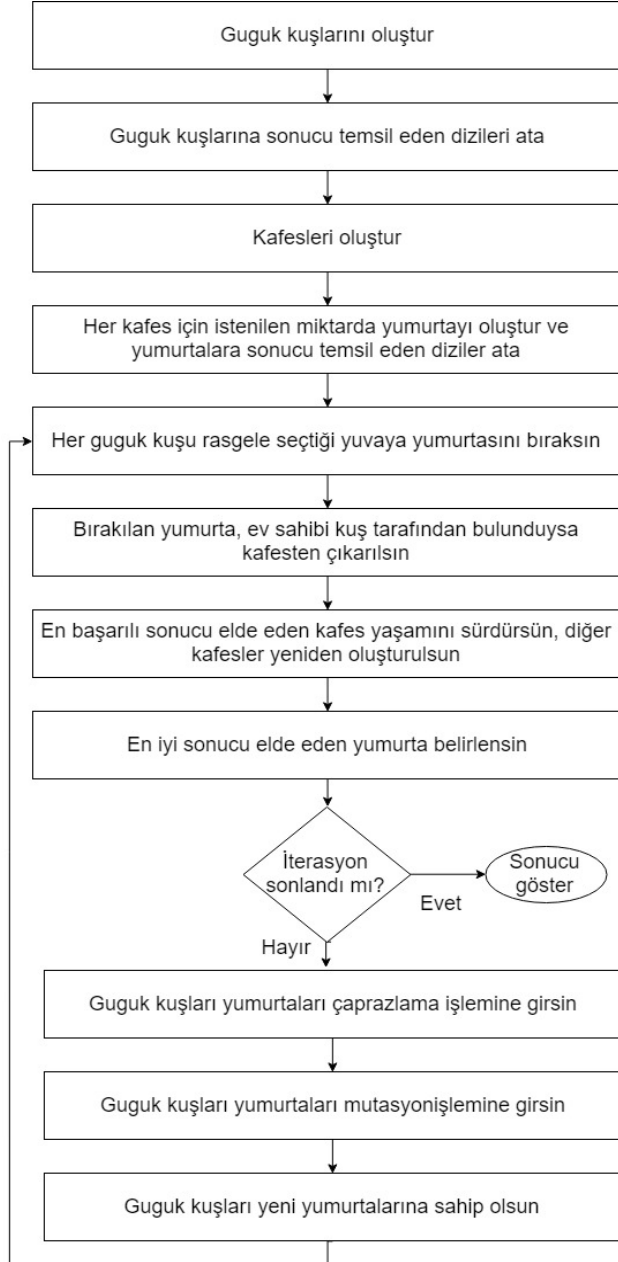 Guguk kuşlarını oluştur
Guguk kuşlarına sonucu temsil eden dizileri ata
Kafesleri oluştur
Her kafes için istenilen miktarda yumurtayı oluştur ve
yumurtalara sonucu temsil eden diziler ata
Her guguk kuşu rasgele seçtiği yuvaya yumurtasını bıraksın
Bırakılan yumurta, ev sahibi kuş tarafından bulunduysa
kafesten çıkarılsın
En başarılı sonucu elde eden kafes yaşamını sürdürsün, diğer
kafesler yeniden oluşturulsun
En iyi sonucu elde eden yumurta belirlensin
İterasyon
sonlandı mı?
Evet
Sonucu
göster
Hayır
Guguk kuşları yumurtaları çaprazlama işlemine girsin
Guguk kuşları yumurtaları mutasyonişlemine girsin
Guguk kuşları yeni yumurtalarına sahip olsun